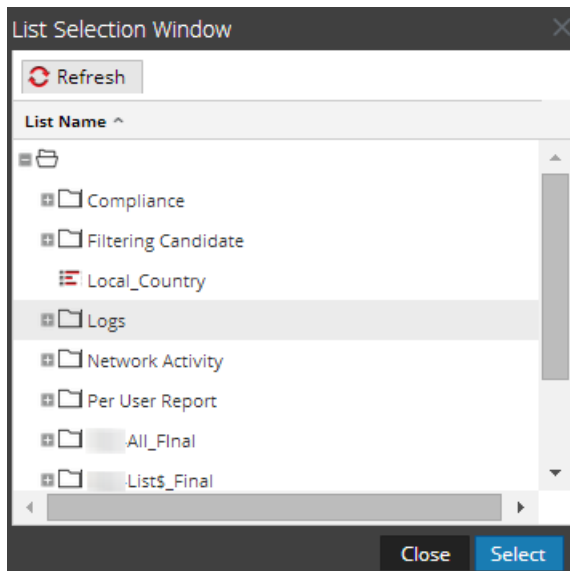 List Selection Window
Refresh
List Name
Compliance
Filtering Candidate
Local_Country
Logs
Network Activity
Per User Report
-All_FInal
-List$_Final
Close Select